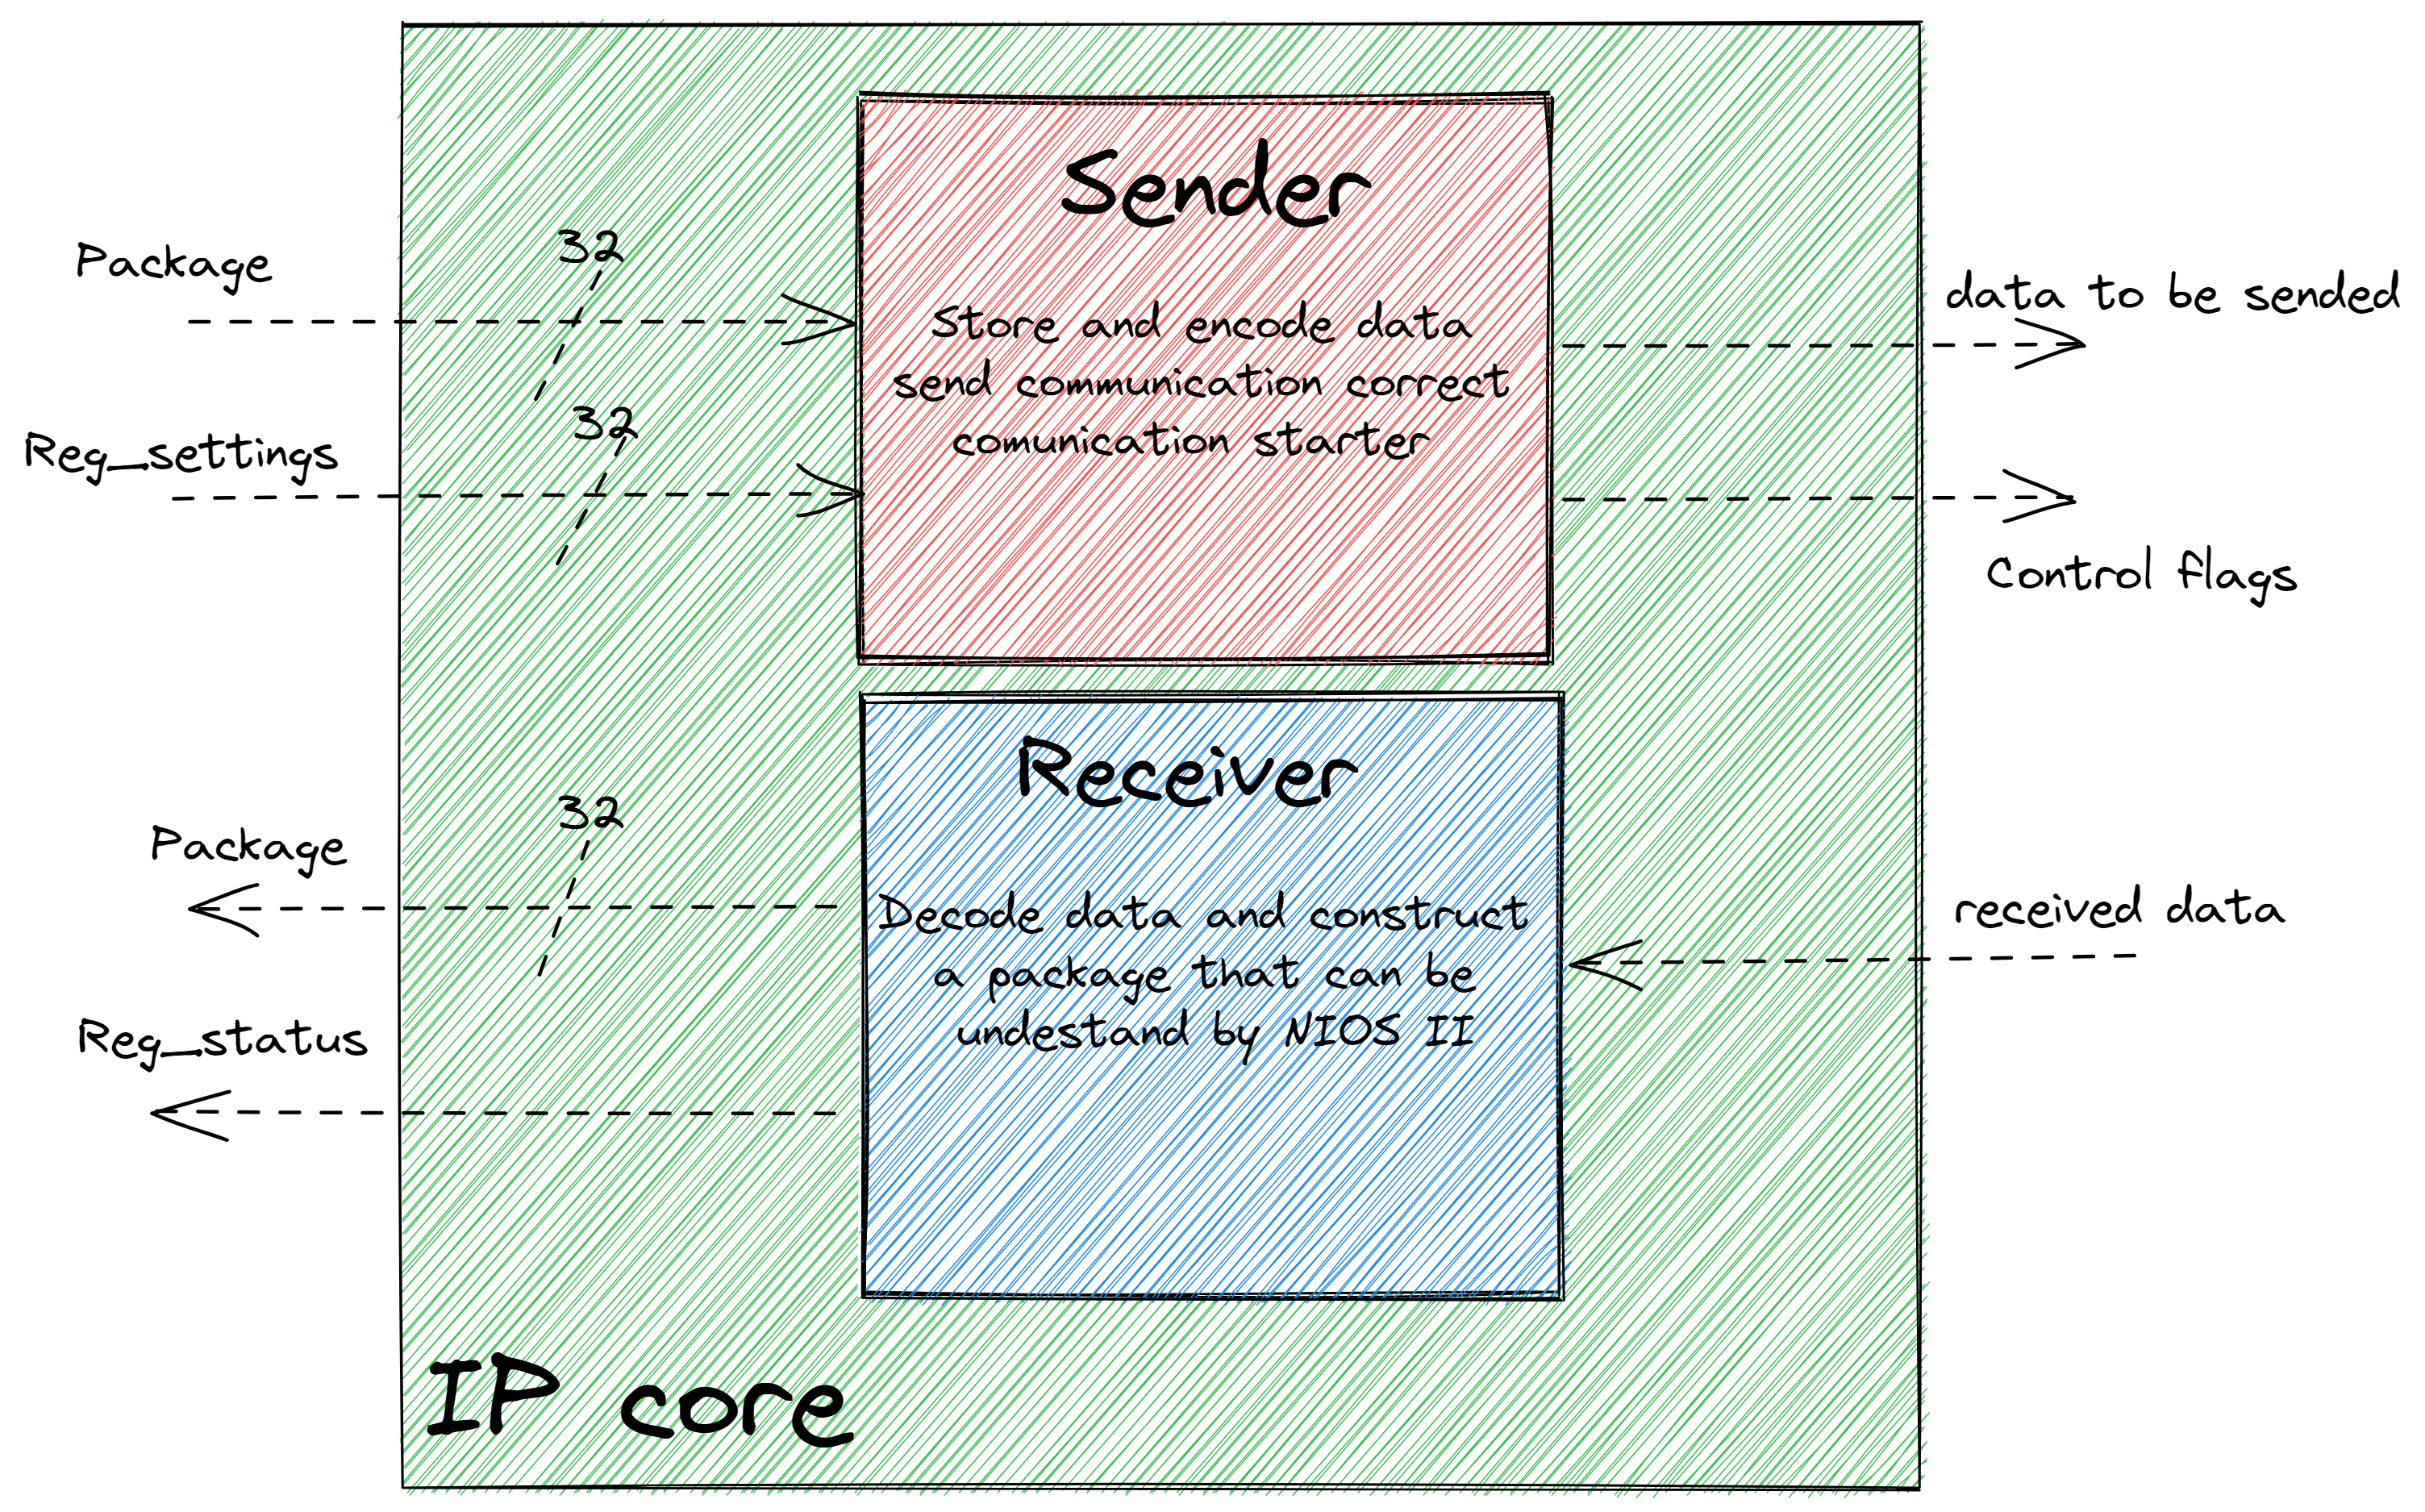 Sender
32
Package
data to be sended
Store and encode data
send communication correct
comunication starter
32
Reg_settings
Control flags
Receiver
32
Package
Decode data and construct
a package that can be
undestand by NIOS II
received data
Reg_status
IP core